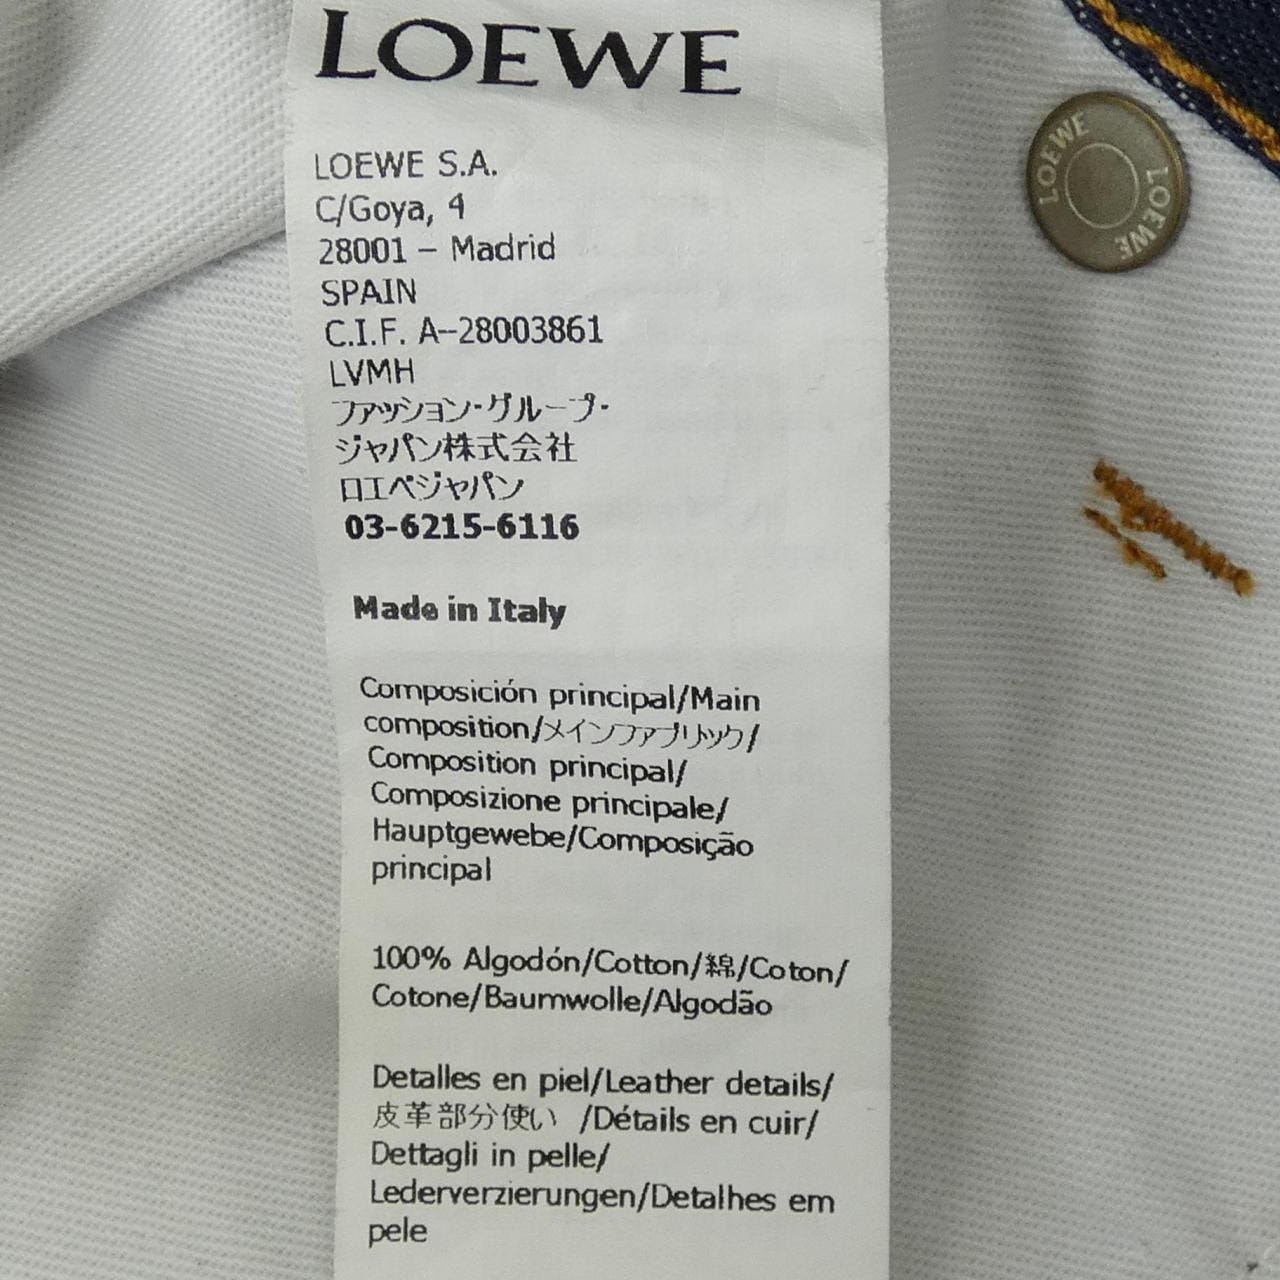 LOEWE
LOEWE S.A.
C/Goya, 4
28001 – Madrid
SPAIN
C.I.F. A–28003861
LVMH
ファッション・グループ・
ジャパン株式会社
ロエベジャパン
03-6215-6116
Made in Italy
Composición principal/Main
composition/メインファブリック/
Composition principal/
Composizione principale/
Hauptgewebe/Composição
principal
100% Algodón/Cotton/綿/Coton/
Cotone/Baumwolle/Algodão
Detalles en piel/Leather details/
皮革部分使い /Détails en cuir/
Dettagli in pelle/
Lederverzierungen/Detalhes em
pele
LOEWE
LOEWE